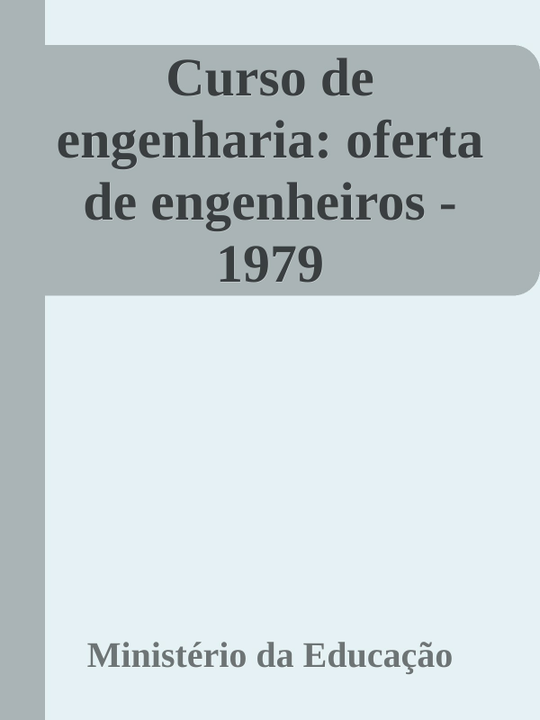 Curso de
engenharia: oferta
de engenheiros -
1979
Ministério da Educação